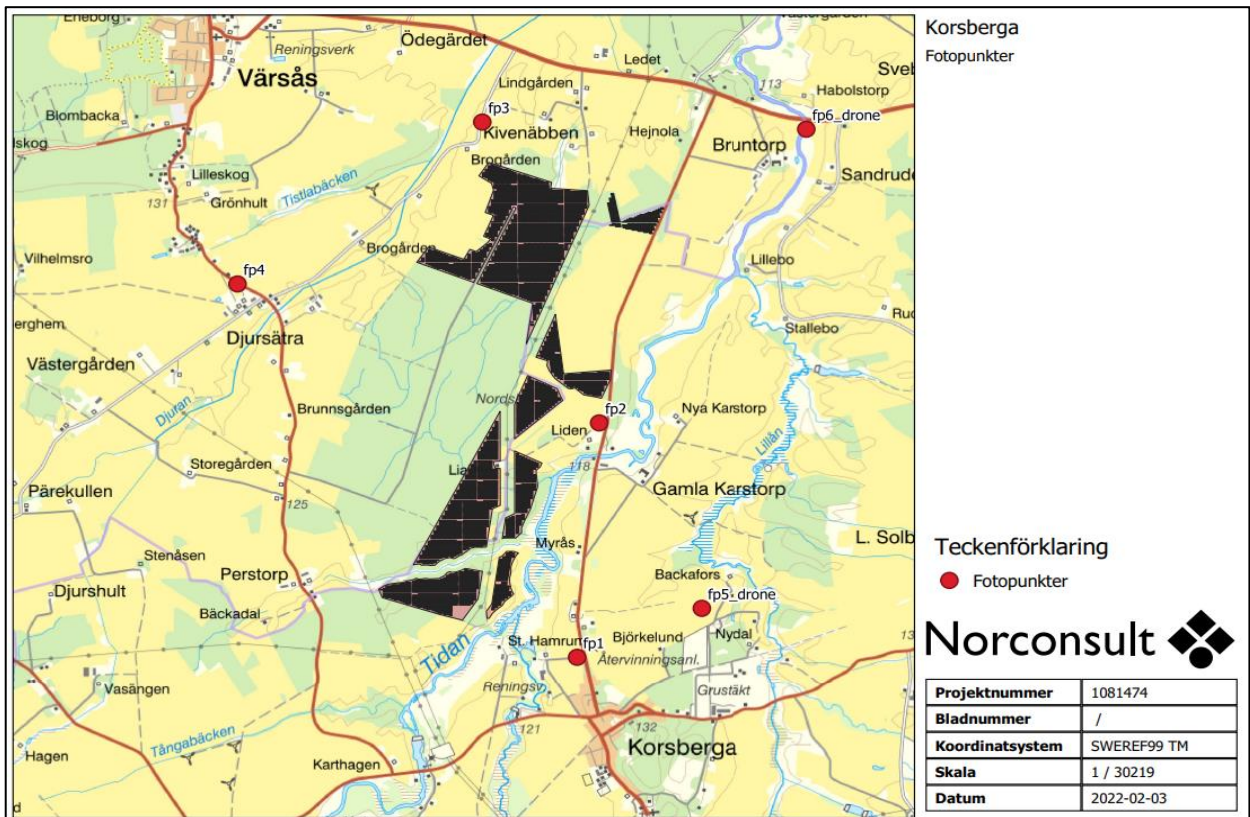 Eneborg
Reningsverk
Ödegärdet
Värsås
Ledet
Lindgården
113
Habolstorp
Blombacka
fp3
Kivenäbben
Hejnola
fp6_drone
lskog
Bruntorp
Brogården
Lilleskog
Tistlabäcken
131
Grönhult
Brogården
Vilhelmsro
Lillebo
fp4
erghem
Djursätra
Stallebo
Västergården
Djuran
Brunnsgården
Nords
fp2
Nya Karstorp
Liden
Lillån
Storegården
118
Pärekullen
Gamla Karstorp
125
Stenåsen
Myrås
L. Solb
Perstorp
Backafors
Djurshult
fp5_drone
Bäckadal
Tidan
St. Hamrum
fp1
Björkelund
Nydal
Återvinningsanl.
Vasängen
Reningsv.
Grustäkt
Tångabäcken
121
132
Hagen
Karthagen
Korsberga
Korsberga
Fotopunkter
Teckenförklaring
Fotopunkter
Norconsult
Projektnummer 1081474
Bladnummer /
Koordinatsystem SWEREF99 TM
Skala 1 / 30219
Datum 2022-02-03